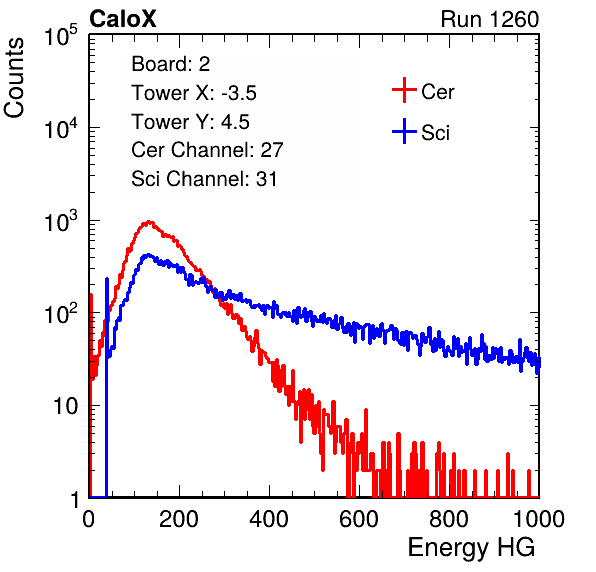 CaloX Run 1260
Counts
Board: 2
Tower X: -3.5
Tower Y: 4.5
Cer Channel: 27
Sci Channel: 31
Cer
Sci
10^5
10^4
10^3
10^2
10
1
0 200 400 600 800 1000
Energy HG